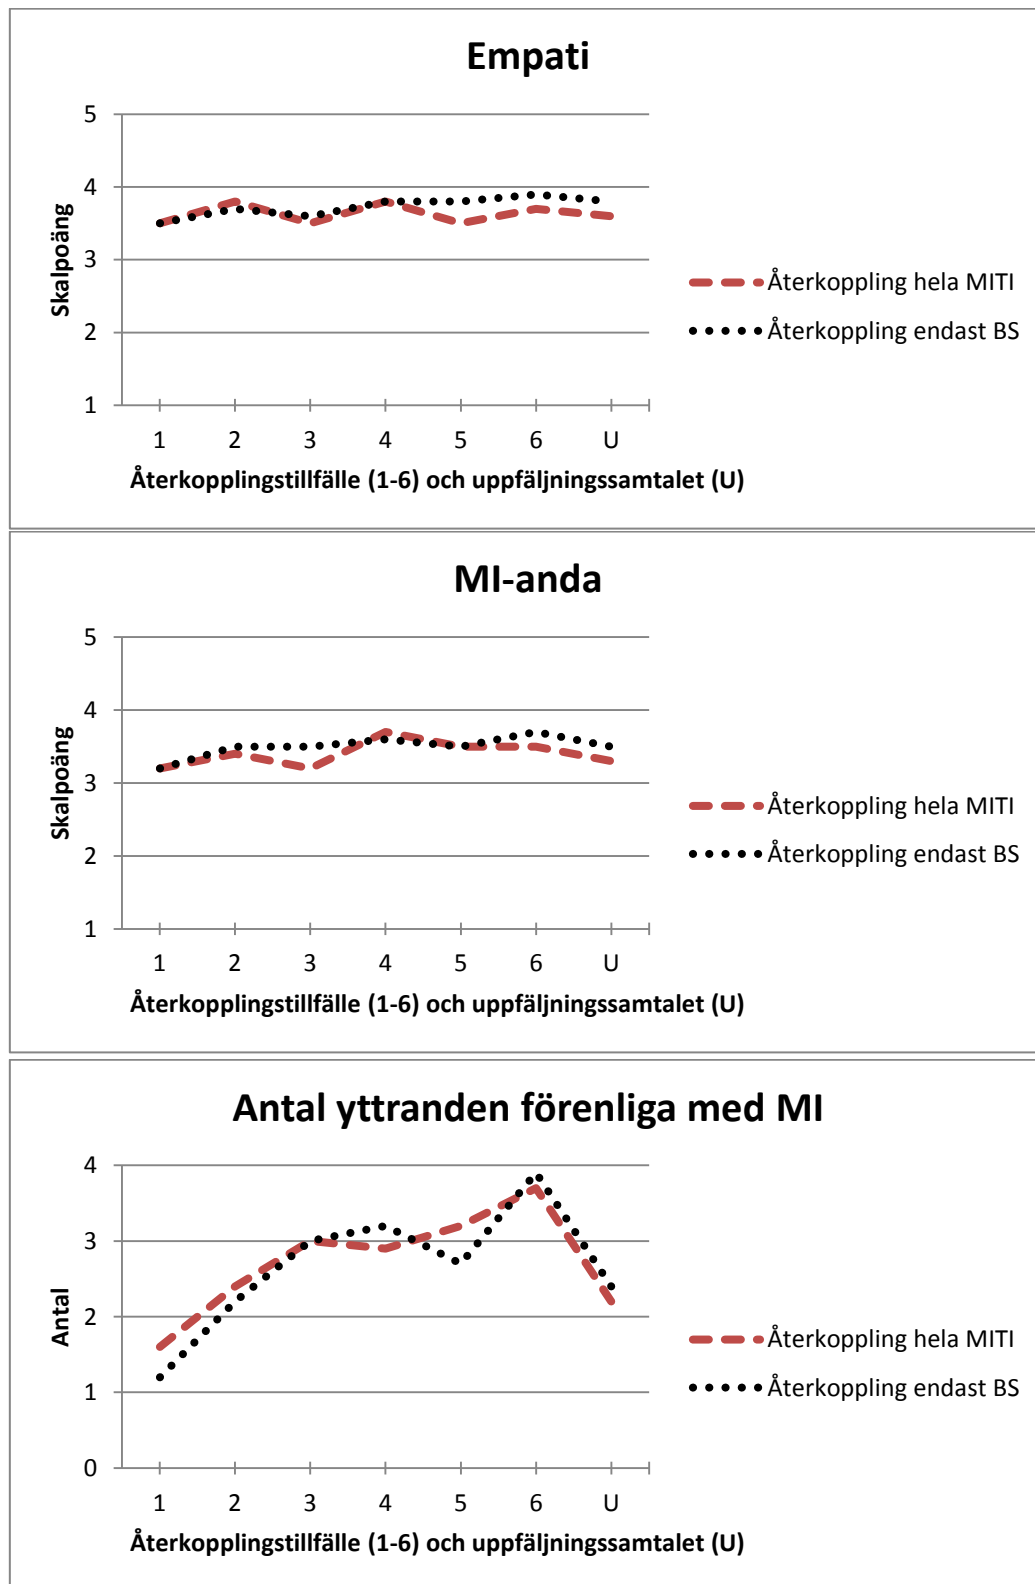 Empati
5
4
3
2
1
Skalpoäng
1 2 3 4 5 6 U
Återkopplingstillfälle (1-6) och uppfäljningssamtalet (U)
Återkoppling hela MITI
Återkoppling endast BS
MI-anda
5
4
3
2
1
Skalpoäng
1 2 3 4 5 6 U
Återkopplingstillfälle (1-6) och uppfäljningssamtalet (U)
Återkoppling hela MITI
Återkoppling endast BS
Antal yttranden förenliga med MI
4
3
2
1
0
Antal
1 2 3 4 5 6 U
Återkopplingstillfälle (1-6) och uppfäljningssamtalet (U)
Återkoppling hela MITI
Återkoppling endast BS